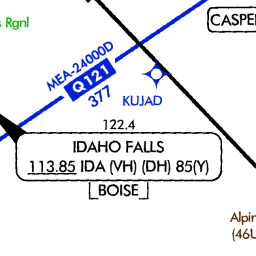 s Rgnl
CASPE
MEA-24000D
Q121
377
KUJAD
122.4
IDAHO FALLS
113.85 IDA (VH) (DH) 85(Y)
BOISE
Alpin
(46U